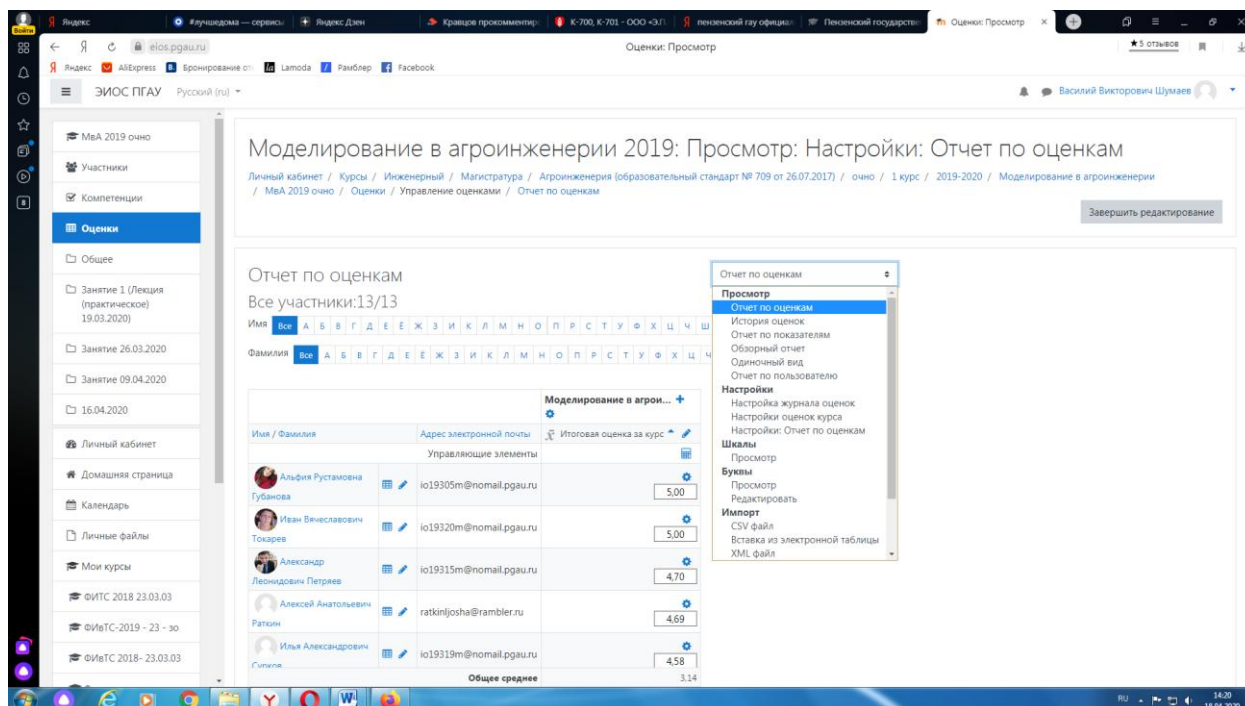 Яндекс
#лучшедома — сервисы
Яндекс Дзен
Кравцов прокомментир
К-700, К-701 - ООО «З.П.
пензенский гау официал
Пензенский государстве
Оценки: Просмотр
Войти
eios.pgau.ru
Оценки: Просмотр
★ 5 отзывов
Яндекс
AliExpress
Бронирование от
Lamoda
Рамблер
Facebook
ЭИОС ПГАУ Русский (ru)
Василий Викторович Шумаев
МвА 2019 очно
Участники
Компетенции
Оценки
Общее
Занятие 1 (Лекция
(практическое)
19.03.2020)
Занятие 26.03.2020
Занятие 09.04.2020
16.04.2020
Личный кабинет
Домашняя страница
Календарь
Личные файлы
Мои курсы
ФИТС 2018 23.03.03
ФИвТС-2019 - 23 - зо
ФИвТС 2018- 23.03.03
Моделирование в агроинженерии 2019: Просмотр: Настройки: Отчет по оценкам
Личный кабинет / Курсы / Инженерный / Магистратура / Агроинженерия (образовательный стандарт № 709 от 26.07.2017) / очно / 1 курс / 2019-2020 / Моделирование в агроинженерии
/ МвА 2019 очно / Оценки / Управление оценками / Отчет по оценкам
Завершить редактирование
Отчет по оценкам
Все участники:13/13
Имя Все А Б В Г Д Е Ё Ж З И К Л М Н О П Р С Т У Ф Х Ц Ч Ш
Фамилия Все А Б В Г Д Е Ё Ж З И К Л М Н О П Р С Т У Ф Х Ц Ч
Моделирование в агрои...
Имя / Фамилия Адрес электронной почты x̄ Итоговая оценка за курс
Управляющие элементы
Альфия Рустамовна
Губанова io19305m@nomail.pgau.ru 5,00
Иван Вячеславович
Токарев io19320m@nomail.pgau.ru 5,00
Александр
Леонидович Петряев io19315m@nomail.pgau.ru 4,70
Алексей Анатольевич
Раткин ratkinljosha@rambler.ru 4,69
Илья Александрович
Сурков io19319m@nomail.pgau.ru 4,58
Общее среднее 3,14
Отчет по оценкам
Просмотр
Отчет по оценкам
История оценок
Отчет по показателям
Обзорный отчет
Одиночный вид
Отчет по пользователю
Настройки
Настройка журнала оценок
Настройки оценок курса
Настройки: Отчет по оценкам
Шкалы
Просмотр
Буквы
Просмотр
Редактировать
Импорт
CSV файл
Вставка из электронной таблицы
XML файл
RU
14:20
18.04.2020